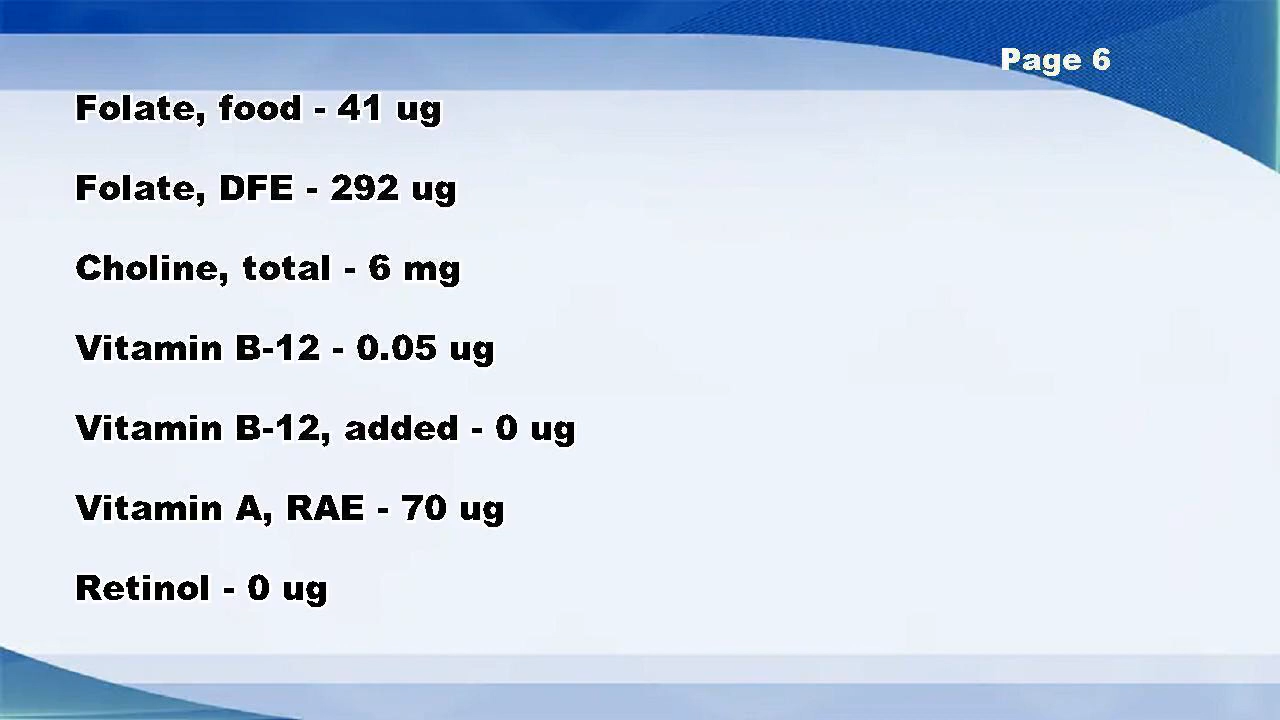 Page 6
Folate, food - 41 ug
Folate, DFE - 292 ug
Choline, total - 6 mg
Vitamin B-12 - 0.05 ug
Vitamin B-12, added - 0 ug
Vitamin A, RAE - 70 ug
Retinol - 0 ug